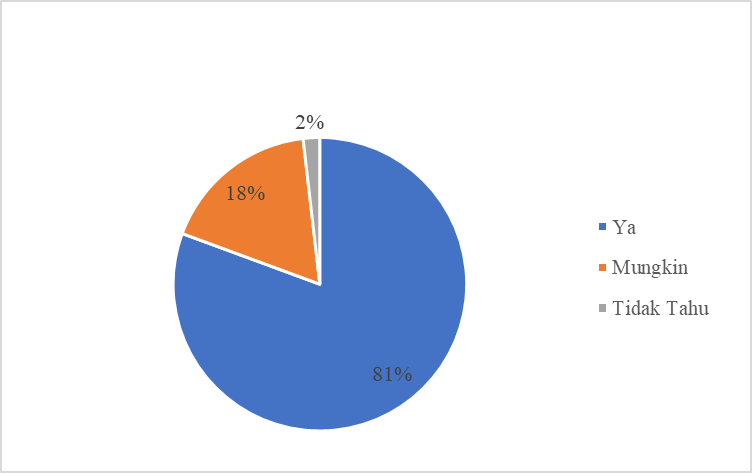 2%
18%
81%
Ya
Mungkin
Tidak Tahu